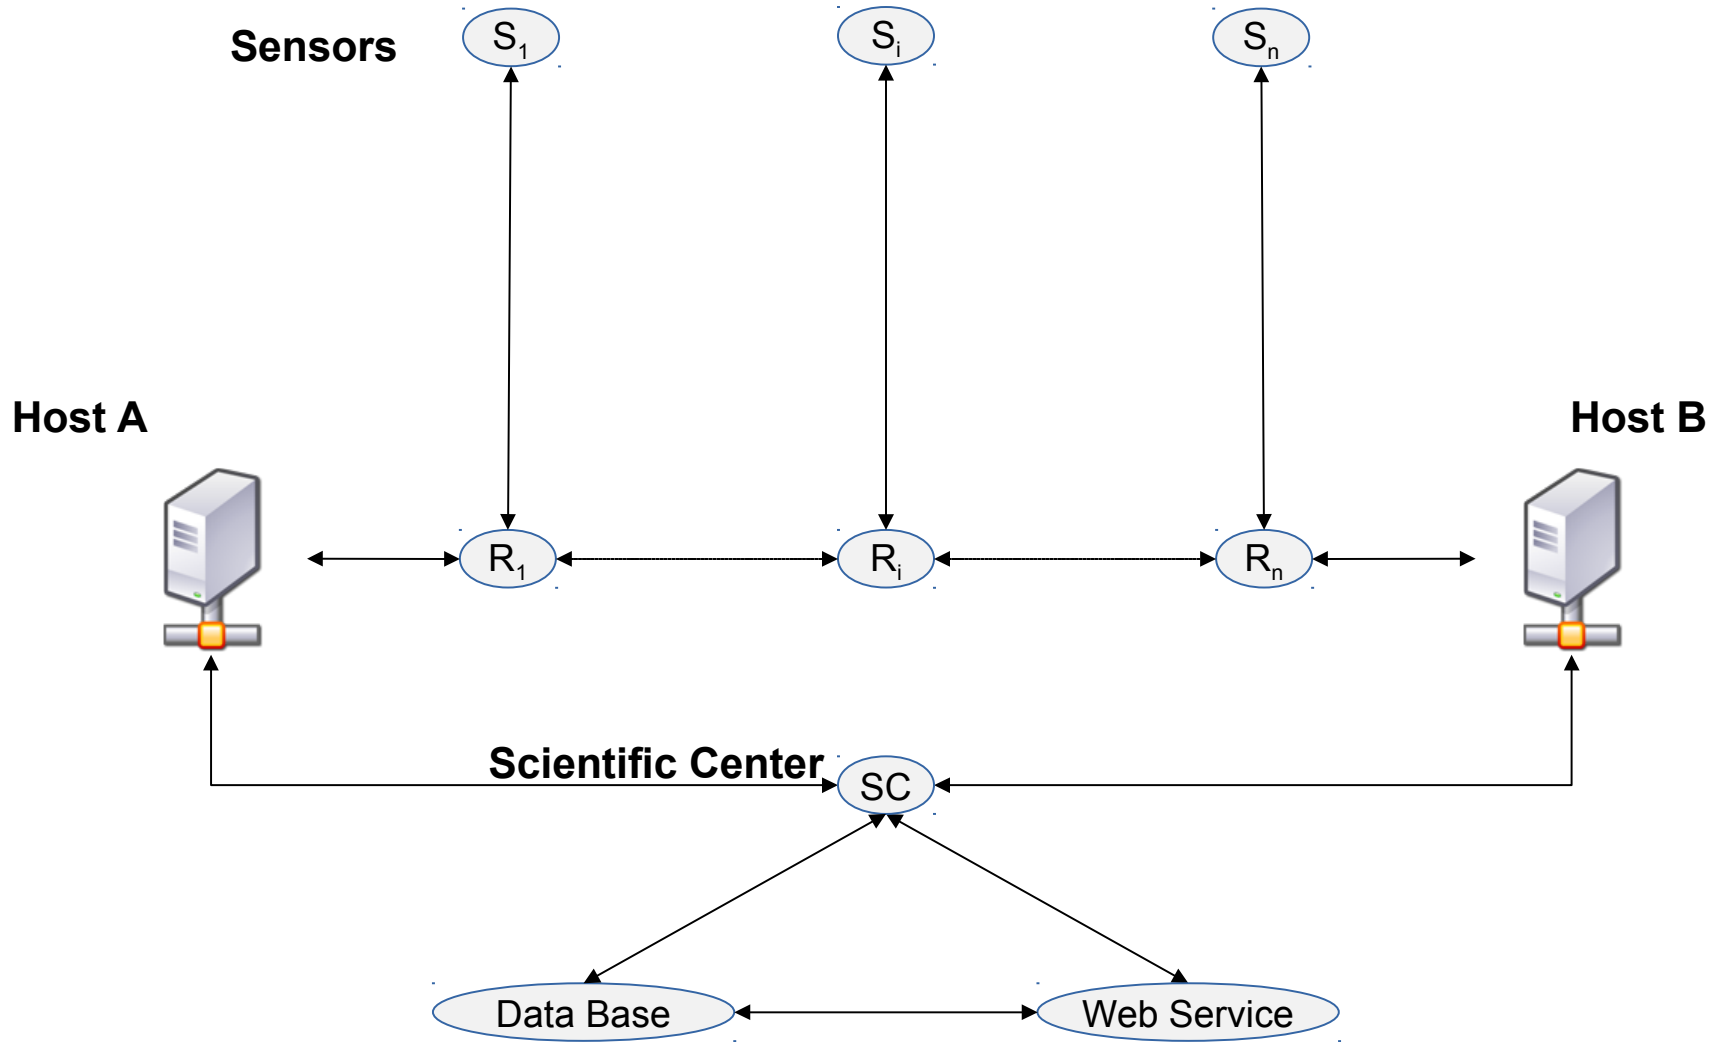 Sensors
S1
Si
Sn
Host A
Host B
R1
Ri
Rn
Scientific Center
SC
Data Base
Web Service